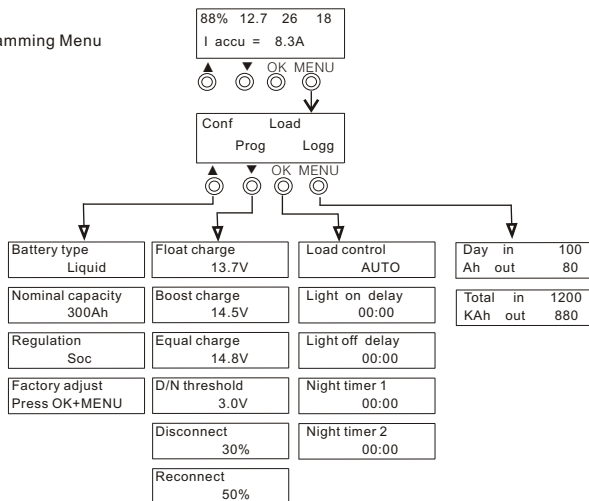 amming Menu
88% 12.7 26 18
I accu = 8.3A
▲ ▼ OK MENU
Conf Load
Prog Logg
▲ ▼ OK MENU
Battery type
Liquid
Nominal capacity
300Ah
Regulation
Soc
Factory adjust
Press OK+MENU
Float charge
13.7V
Boost charge
14.5V
Equal charge
14.8V
D/N threshold
3.0V
Disconnect
30%
Reconnect
50%
Load control
AUTO
Light on delay
00:00
Light off delay
00:00
Night timer 1
00:00
Night timer 2
00:00
Day in 100
Ah out 80
Total in 1200
KAh out 880